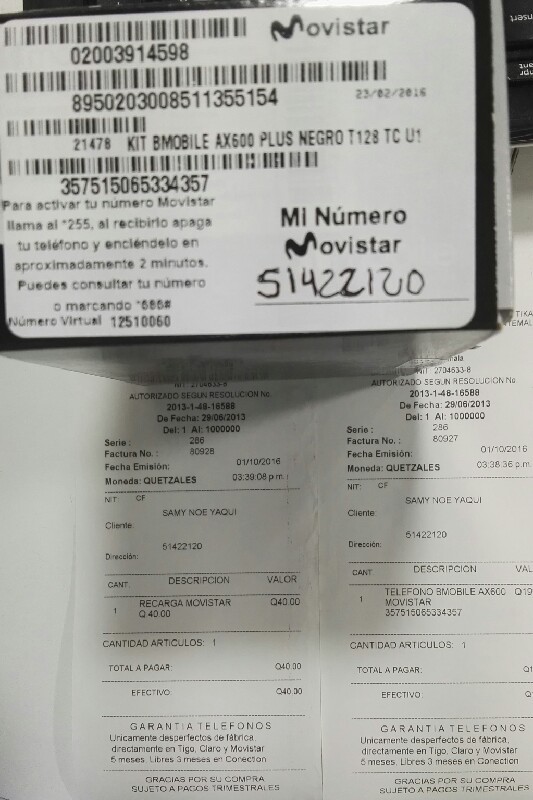 Movistar
02003914598
8950203008511355154
23/02/2016
21478 KIT BMOBILE AX600 PLUS NEGRO T128 TC U1
357515065334357
Para activar tu número Movistar
llama al *255, al recibirlo apaga
tu teléfono y enciéndelo en
aproximadamente 2 minutos.
Puedes consultar tu número
o marcando *686#
Número Virtual 12510060
Mi Número
Movistar
51422120
NIT: 2704633-8
AUTORIZADO SEGUN RESOLUCION No.
2013-1-48-16588
De Fecha: 29/06/2013
Del: 1 Al: 1000000
Serie : 286
Factura No. : 80928
Fecha Emisión: 01/10/2016
Moneda: QUETZALES 03:39:08 p.m.
NIT: CF
SAMY NOE YAQUI
Cliente:
51422120
Dirección:
CANT. DESCRIPCION VALOR
1 RECARGA MOVISTAR Q40.00
Q 40.00
CANTIDAD ARTICULOS: 1
TOTAL A PAGAR: Q40.00
EFECTIVO: Q40.00
GARANTIA TELEFONOS
Unicamente desperfectos de fábrica,
directamente en Tigo, Claro y Movistar
5 meses. Libres 3 meses en Conection
GRACIAS POR SU COMPRA
SUJETO A PAGOS TRIMESTRALES
NIT: 2704633-8
AUTORIZADO SEGUN RESOLUCION No.
2013-1-48-16588
De Fecha: 29/06/2013
Del: 1 Al: 1000000
Serie : 286
Factura No. : 80927
Fecha Emisión: 01/10/2016
Moneda: QUETZALES 03:38:36 p.m.
NIT: CF
SAMY NOE YAQUI
Cliente:
51422120
Dirección:
CANT. DESCRIPCION VAL
1 TELEFONO BMOBILE AX600 Q19
MOVISTAR
357515065334357
CANTIDAD ARTICULOS: 1
TOTAL A PAGAR: Q1
EFECTIVO: Q1
GARANTIA TELEFONOS
Unicamente desperfectos de fábrica,
directamente en Tigo, Claro y Movistar
5 meses. Libres 3 meses en Conection
GRACIAS POR SU COMPRA
SUJETO A PAGOS TRIMESTRALES